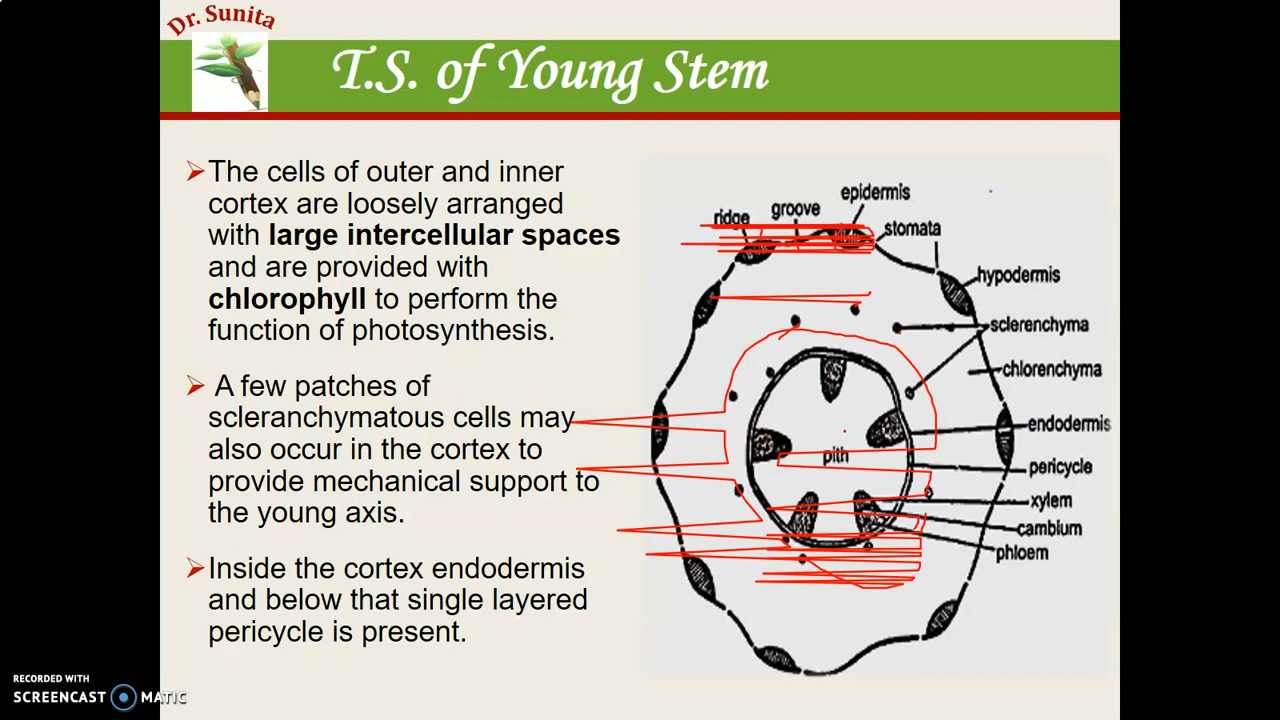 Dr. Sunita
T.S. of Young Stem
The cells of outer and inner
cortex are loosely arranged
with large intercellular spaces
and are provided with
chlorophyll to perform the
function of photosynthesis.
A few patches of
scleranchymatous cells may
also occur in the cortex to
provide mechanical support to
the young axis.
Inside the cortex endodermis
and below that single layered
pericycle is present.
epidermis
groove
ridge
stomata
hypodermis
sclerenchyma
chlorenchyma
endodermis
pith
pericycle
xylem
cambium
phloem
RECORDED WITH
SCREENCAST MATIC